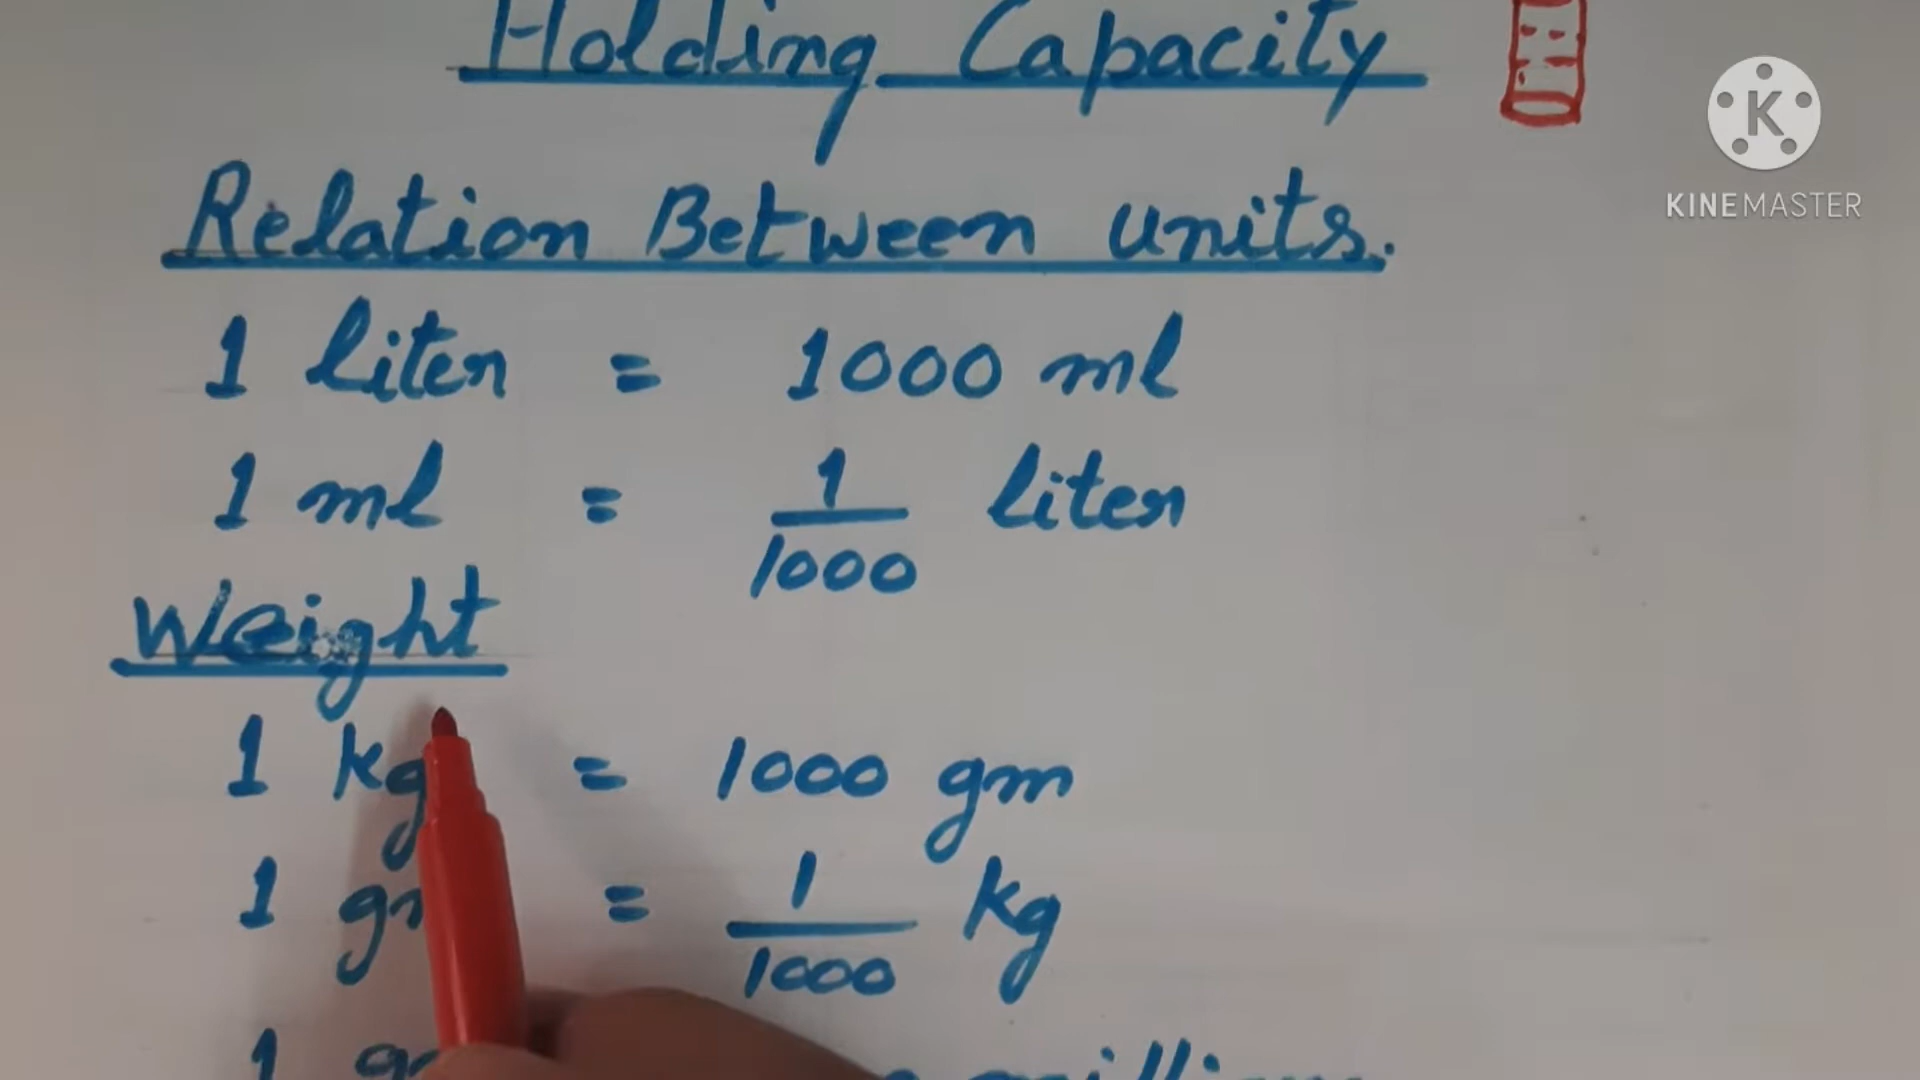 Holding Capacity
K
KINEMASTER
Relation Between units.
1 liter = 1000 ml
1 ml = 1/1000 liter
Weight
1 kg = 1000 gm
1 g = 1/1000 kg
1 g